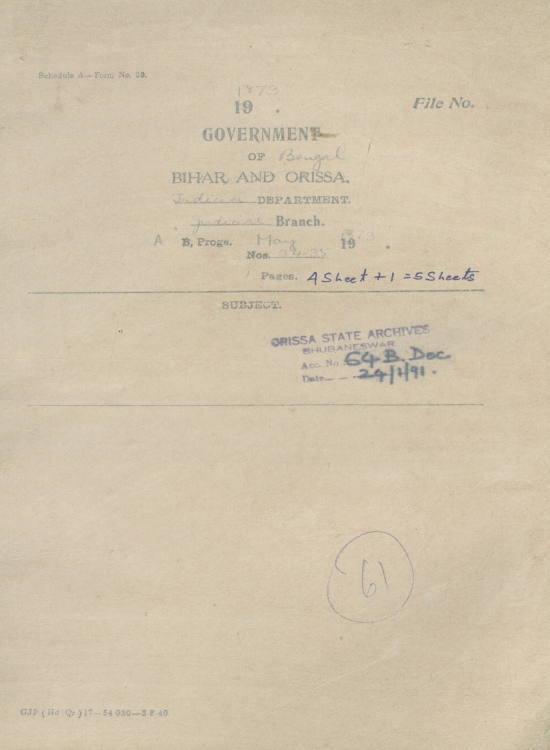 Schedule A—Form No. 30.
1873
19 .
File No.
GOVERNMENT
OF Bengal
BIHAR AND ORISSA.
Judicial DEPARTMENT.
Judicial Branch.
A B, Progs. May 19
Nos. 34-35
Pages. 4 Sheet + 1 = 5 Sheets
SUBJECT.
ORISSA STATE ARCHIVES
BHUBANESWAR
Acc. No. 64 B. Doc
Date 24/1/91.
61